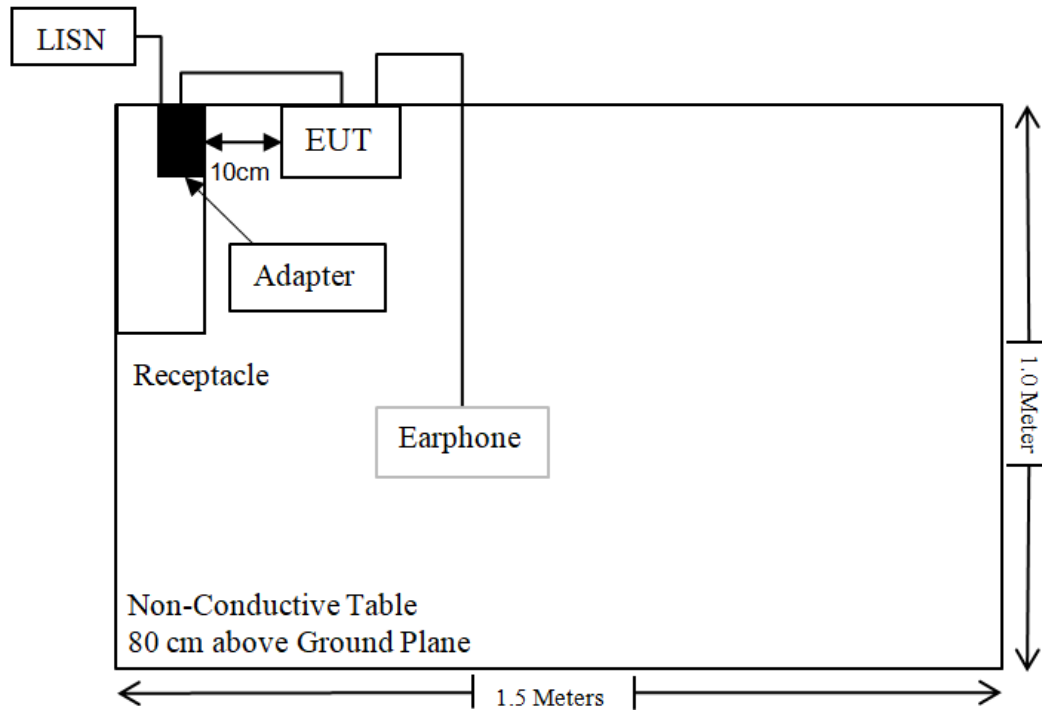 LISN
EUT
10cm
Adapter
Receptacle
1.0 Meter
Earphone
Non-Conductive Table
80 cm above Ground Plane
1.5 Meters